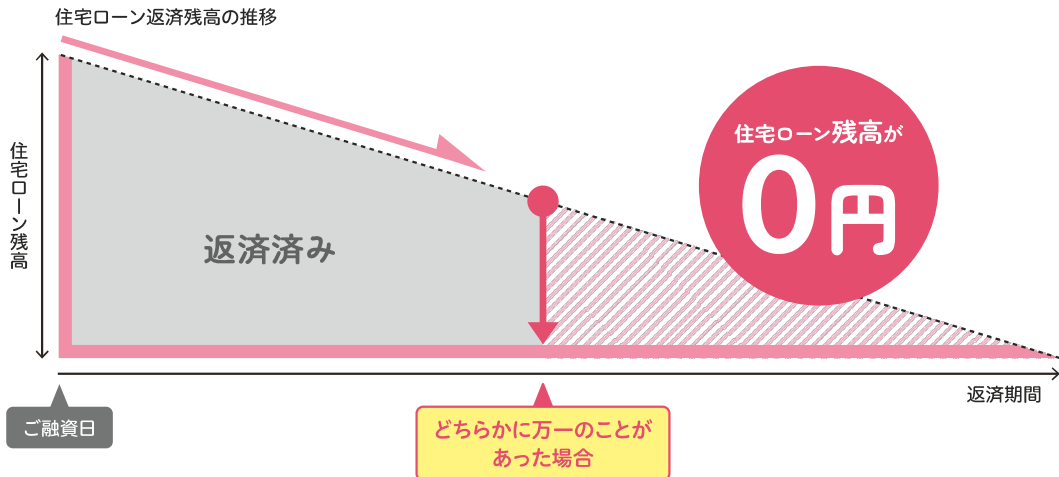 住宅ローン返済残高の推移
住宅ローン残高
返済済み
住宅ローン残高が
0円
返済期間
ご融資日
どちらかに万一のことが
あった場合